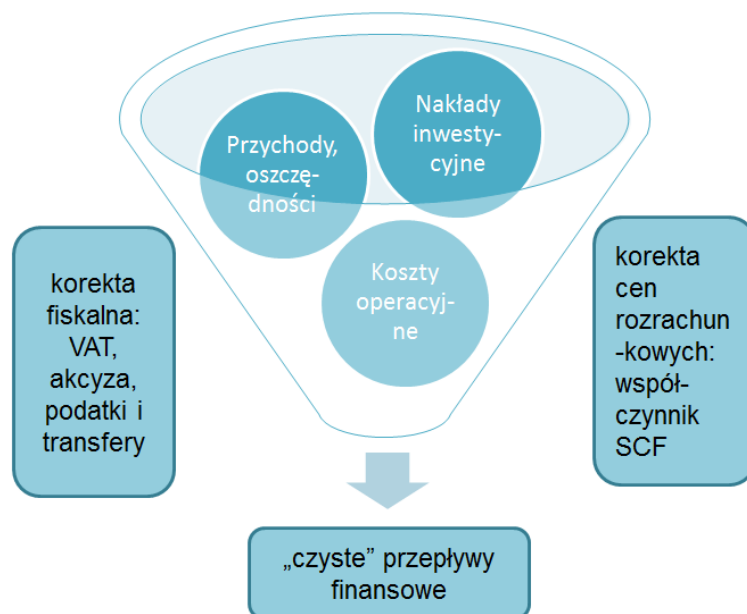 Nakłady
inwesty-
cyjne
Przychody,
oszczę-
dności
Koszty
operacyj-
ne
korekta
fiskalna:
VAT,
akcyza,
podatki i
transfery
korekta
cen
rozrachun
-kowych:
współ-
czynnik
SCF
„czyste” przepływy
finansowe